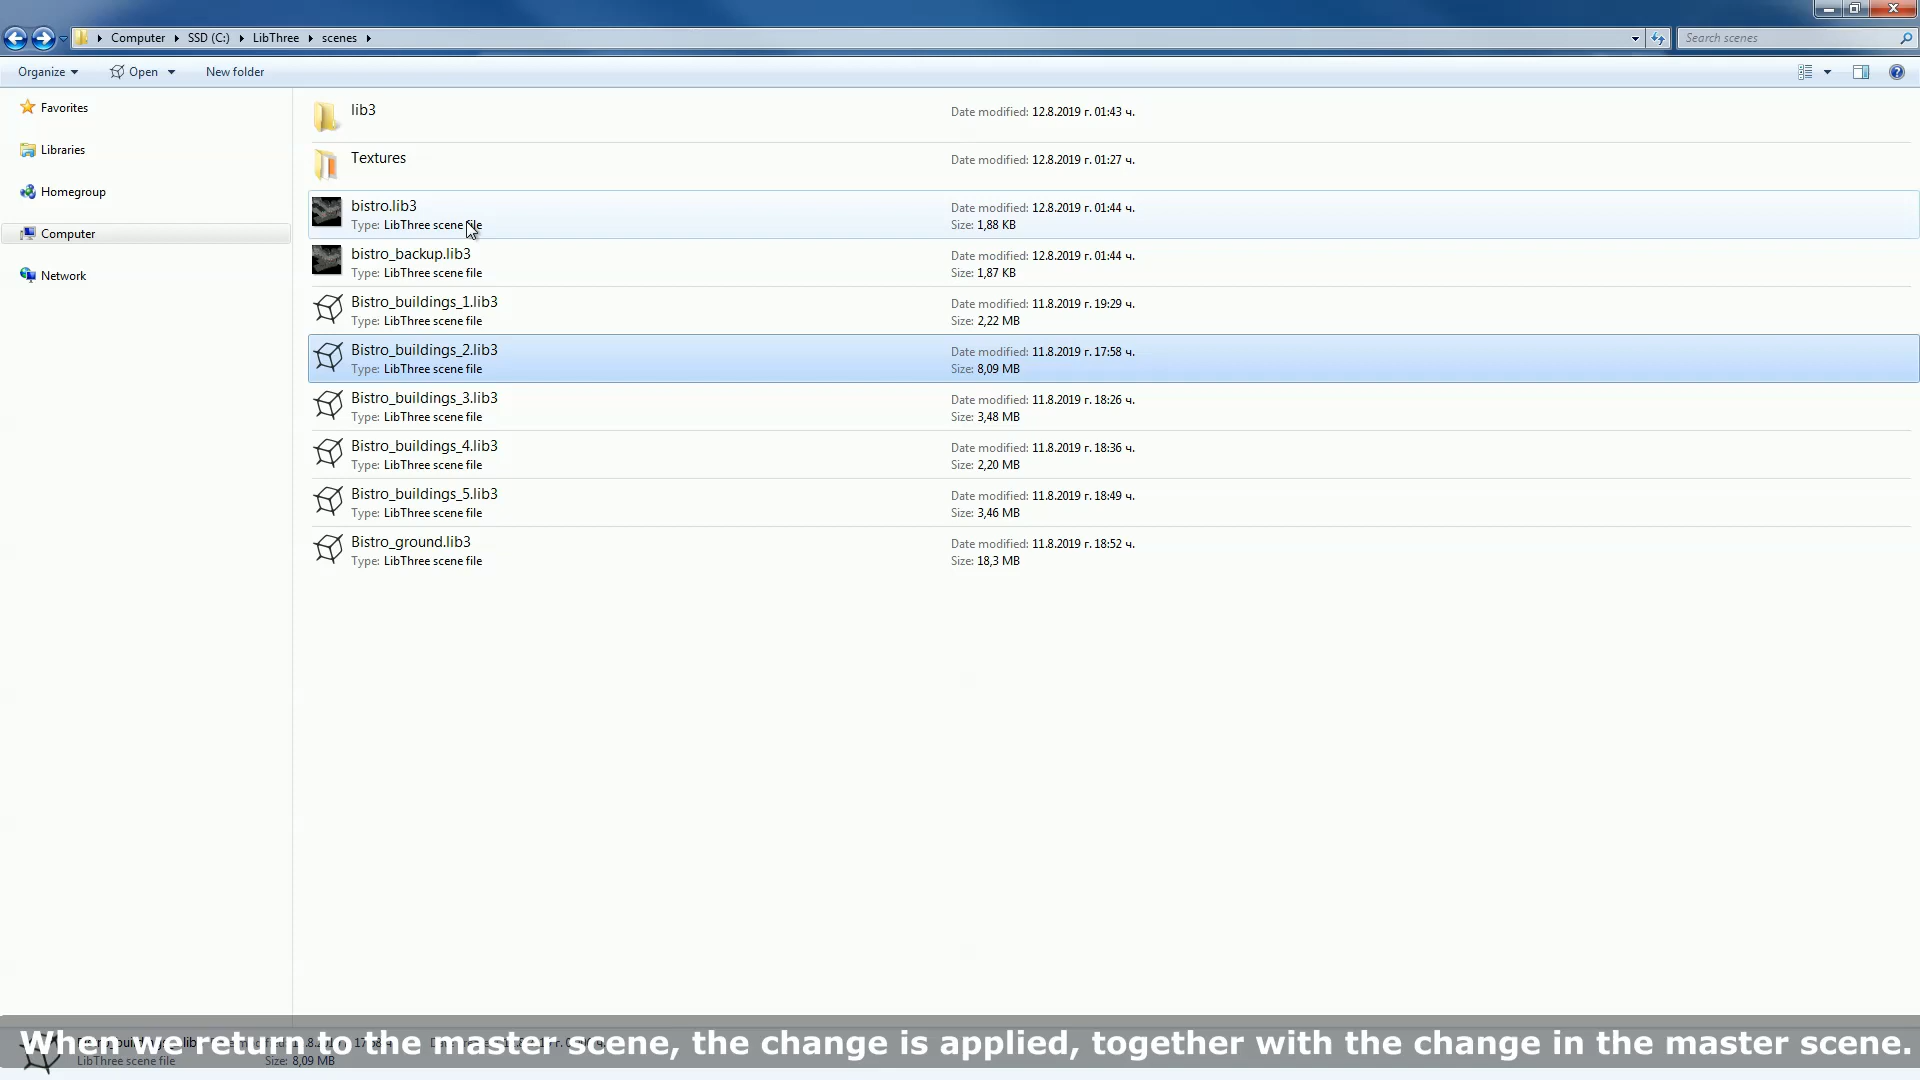 Computer SSD (C:) LibThree scenes
Search scenes
Organize Open New folder
Favorites
Libraries
Homegroup
Computer
Network
lib3
Date modified: 12.8.2019 г. 01:43 ч.
Textures
Date modified: 12.8.2019 г. 01:27 ч.
bistro.lib3
Date modified: 12.8.2019 г. 01:44 ч.
Type: LibThree scene file
Size: 1,88 KB
bistro_backup.lib3
Date modified: 12.8.2019 г. 01:44 ч.
Type: LibThree scene file
Size: 1,87 KB
Bistro_buildings_1.lib3
Date modified: 11.8.2019 г. 19:29 ч.
Type: LibThree scene file
Size: 2,22 MB
Bistro_buildings_2.lib3
Date modified: 11.8.2019 г. 17:58 ч.
Type: LibThree scene file
Size: 8,09 MB
Bistro_buildings_3.lib3
Date modified: 11.8.2019 г. 18:26 ч.
Type: LibThree scene file
Size: 3,48 MB
Bistro_buildings_4.lib3
Date modified: 11.8.2019 г. 18:36 ч.
Type: LibThree scene file
Size: 2,20 MB
Bistro_buildings_5.lib3
Date modified: 11.8.2019 г. 18:49 ч.
Type: LibThree scene file
Size: 3,46 MB
Bistro_ground.lib3
Date modified: 11.8.2019 г. 18:52 ч.
Type: LibThree scene file
Size: 18,3 MB
When we return to the master scene, the change is applied, together with the change in the master scene.
LibThree scene file
Size: 8,09 MB